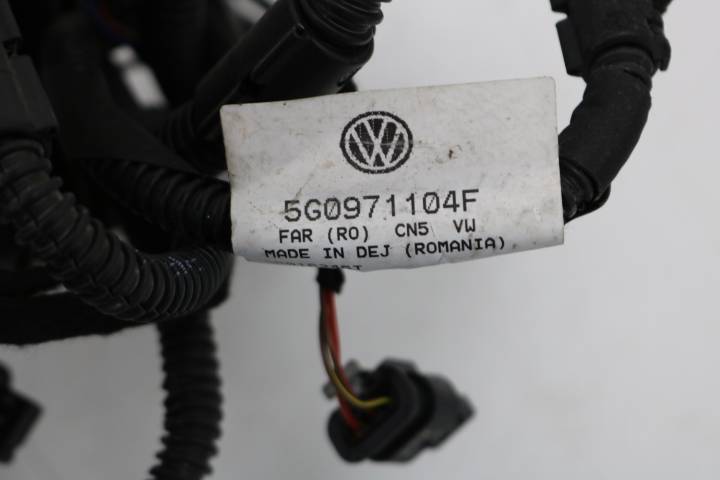 5G0971104F
FAR (RO) CN5 VW
MADE IN DEJ (ROMANIA)